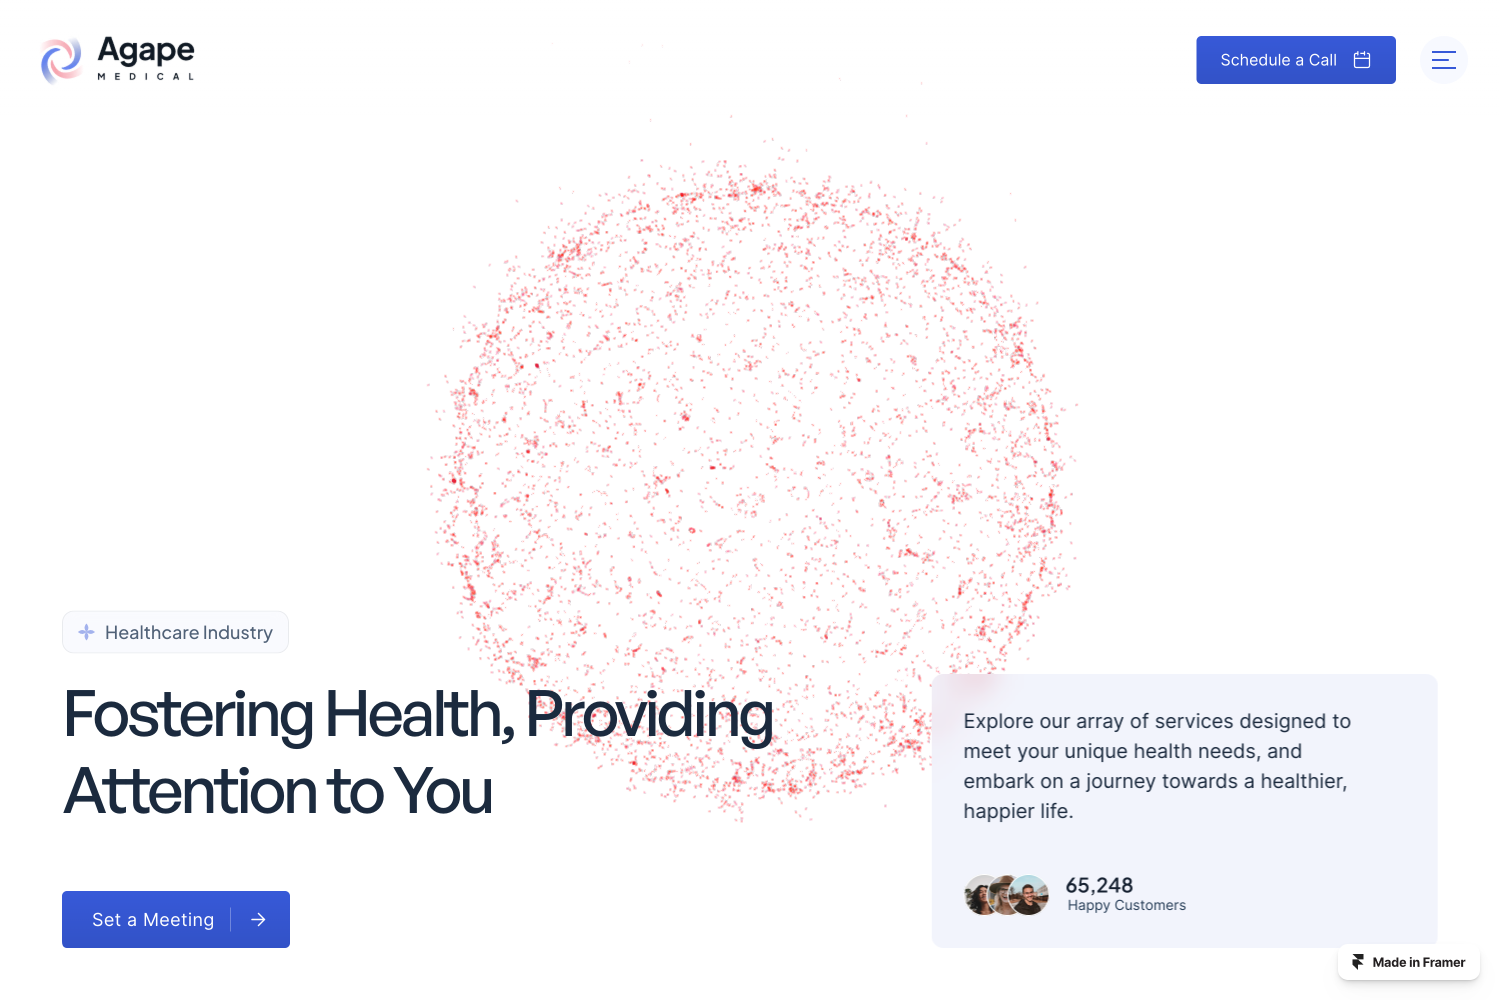 Agape
MEDICAL
Schedule a Call
Healthcare Industry
Fostering Health, Providing
Attention to You
Set a Meeting
Explore our array of services designed to
meet your unique health needs, and
embark on a journey towards a healthier,
happier life.
65,248
Happy Customers
Made in Framer